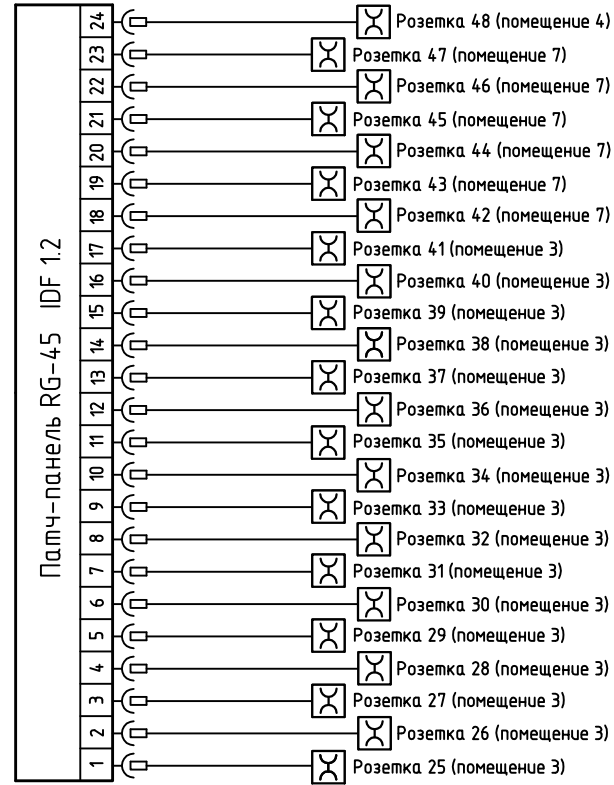 Патч-панель RG-45 IDF 1.2
24 Розетка 48 (помещение 4)
23 Розетка 47 (помещение 7)
22 Розетка 46 (помещение 7)
21 Розетка 45 (помещение 7)
20 Розетка 44 (помещение 7)
19 Розетка 43 (помещение 7)
18 Розетка 42 (помещение 7)
17 Розетка 41 (помещение 3)
16 Розетка 40 (помещение 3)
15 Розетка 39 (помещение 3)
14 Розетка 38 (помещение 3)
13 Розетка 37 (помещение 3)
12 Розетка 36 (помещение 3)
11 Розетка 35 (помещение 3)
10 Розетка 34 (помещение 3)
9 Розетка 33 (помещение 3)
8 Розетка 32 (помещение 3)
7 Розетка 31 (помещение 3)
6 Розетка 30 (помещение 3)
5 Розетка 29 (помещение 3)
4 Розетка 28 (помещение 3)
3 Розетка 27 (помещение 3)
2 Розетка 26 (помещение 3)
1 Розетка 25 (помещение 3)